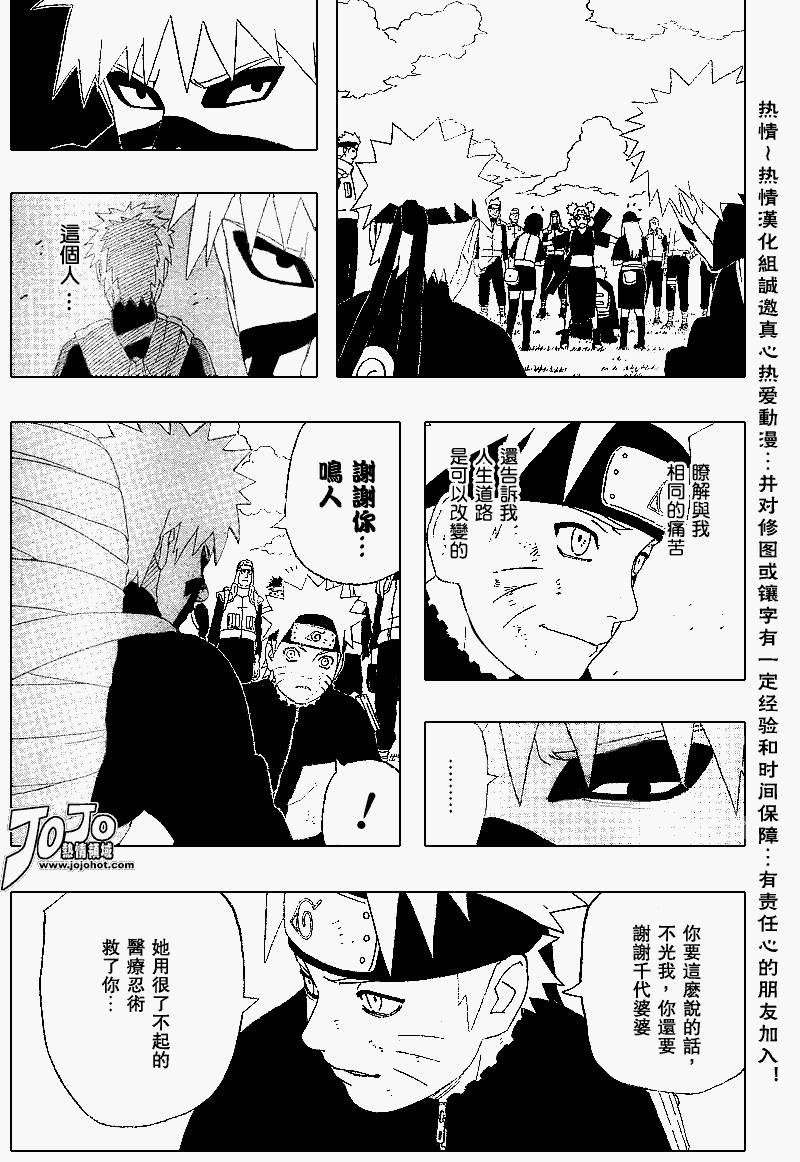 這個人…
瞭解與我
相同的痛苦
還告訴我
人生道路
是可以改變的
謝謝你…
鳴人
………
！
你要這麽說的話，
不光我，你還要
謝謝千代婆婆
她用很了不起的
醫療忍術
救了你…
热情～热情漢化組誠邀真心热爱動漫…并对修图或镶字有一定经验和时间保障…有责任心的朋友加入！
JOJO
熱情領域
www.jojohot.com